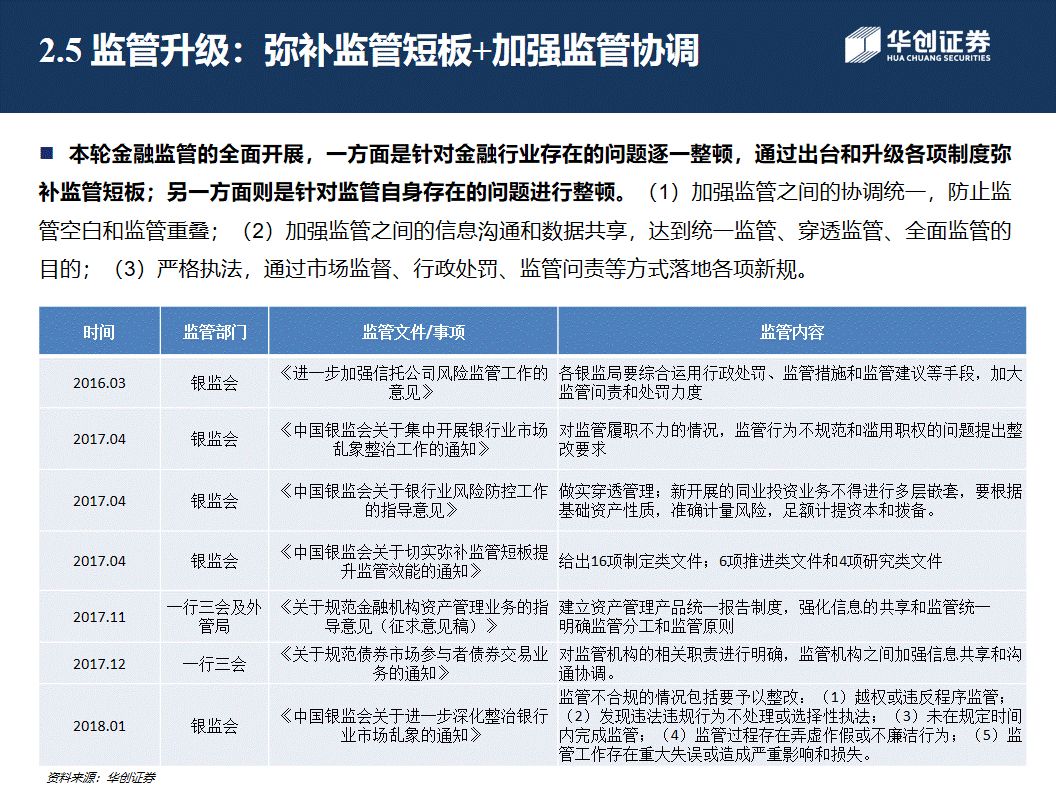 2.5 监管升级：弥补监管短板+加强监管协调
华创证券
HUA CHUANG SECURITIES
■ 本轮金融监管的全面开展，一方面是针对金融行业存在的问题逐一整顿，通过出台和升级各项制度弥
补监管短板；另一方面则是针对监管自身存在的问题进行整顿。（1）加强监管之间的协调统一，防止监
管空白和监管重叠；（2）加强监管之间的信息沟通和数据共享，达到统一监管、穿透监管、全面监管的
目的；（3）严格执法，通过市场监督、行政处罚、监管问责等方式落地各项新规。
时间 监管部门 监管文件/事项 监管内容
2016.03 银监会
《进一步加强信托公司风险监管工作的
意见》
各银监局要综合运用行政处罚、监管措施和监管建议等手段，加大
监管问责和处罚力度
2017.04 银监会
《中国银监会关于集中开展银行业市场
乱象整治工作的通知》
对监管履职不力的情况，监管行为不规范和滥用职权的问题提出整
改要求
2017.04 银监会
《中国银监会关于银行业风险防控工作
的指导意见》
做实穿透管理；新开展的同业投资业务不得进行多层嵌套，要根据
基础资产性质，准确计量风险，足额计提资本和拨备。
2017.04 银监会
《中国银监会关于切实弥补监管短板提
升监管效能的通知》
给出16项制定类文件；6项推进类文件和4项研究类文件
2017.11
一行三会及外
管局
《关于规范金融机构资产管理业务的指
导意见（征求意见稿）》
建立资产管理产品统一报告制度，强化信息的共享和监管统一
明确监管分工和监管原则
2017.12 一行三会
《关于规范债券市场参与者债券交易业
务的通知》
对监管机构的相关职责进行明确，监管机构之间加强信息共享和沟
通协调。
2018.01 银监会
《中国银监会关于进一步深化整治银行
业市场乱象的通知》
监管不合规的情况包括要予以整改：（1）越权或违反程序监管；
（2）发现违法违规行为不处理或选择性执法；（3）未在规定时间
内完成监管；（4）监管过程存在弄虚作假或不廉洁行为；（5）监
管工作存在重大失误或造成严重影响和损失。
资料来源：华创证券